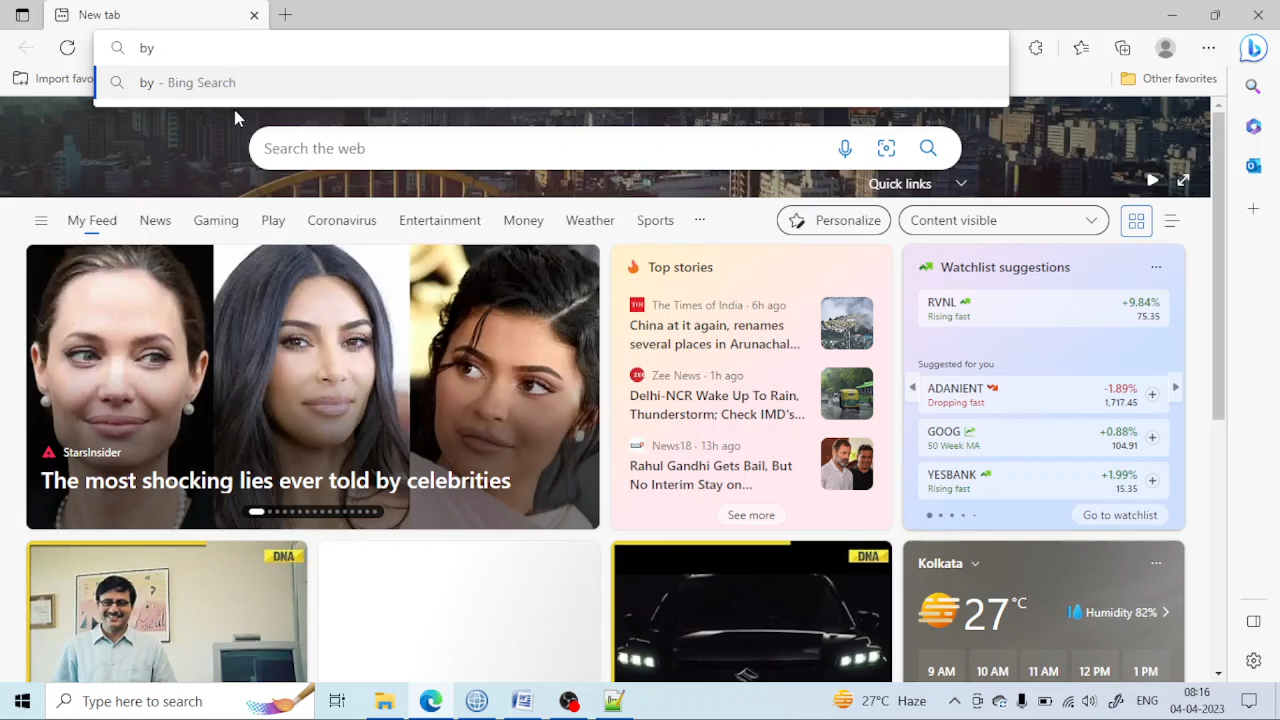 New tab
by
by - Bing Search
Import favo
Other favorites
Search the web
Quick links
My Feed
News
Gaming
Play
Coronavirus
Entertainment
Money
Weather
Sports
Personalize
Content visible
StarsInsider
The most shocking lies ever told by celebrities
Top stories
TOI The Times of India · 6h ago
China at it again, renames
several places in Arunachal...
ZEE Zee News · 1h ago
Delhi-NCR Wake Up To Rain,
Thunderstorm; Check IMD's...
News18 · 13h ago
Rahul Gandhi Gets Bail, But
No Interim Stay on...
See more
Watchlist suggestions
RVNL +9.84%
Rising fast 75.35
Suggested for you
ADANIENT -1.89%
Dropping fast 1,717.45
GOOG +0.88%
50 Week MA 104.91
YESBANK +1.99%
Rising fast 15.35
Go to watchlist
DNA
DNA
Kolkata
27 °C
Humidity 82%
9 AM 10 AM 11 AM 12 PM 1 PM
Type here to search
27°C Haze
ENG
08:16
04-04-2023